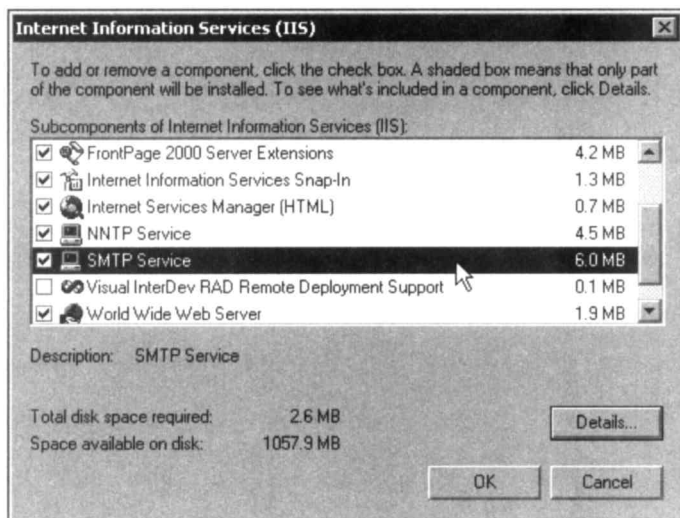 Internet Information Services (IIS)
To add or remove a component, click the check box. A shaded box means that only part
of the component will be installed. To see what's included in a component, click Details.
Subcomponents of Internet Information Services (IIS):
FrontPage 2000 Server Extensions 4.2 MB
Internet Information Services Snap-In 1.3 MB
Internet Services Manager (HTML) 0.7 MB
NNTP Service 4.5 MB
SMTP Service 6.0 MB
Visual InterDev RAD Remote Deployment Support 0.1 MB
World Wide Web Server 1.9 MB
Description: SMTP Service
Total disk space required: 2.6 MB
Space available on disk: 1057.9 MB
Details...
OK Cancel